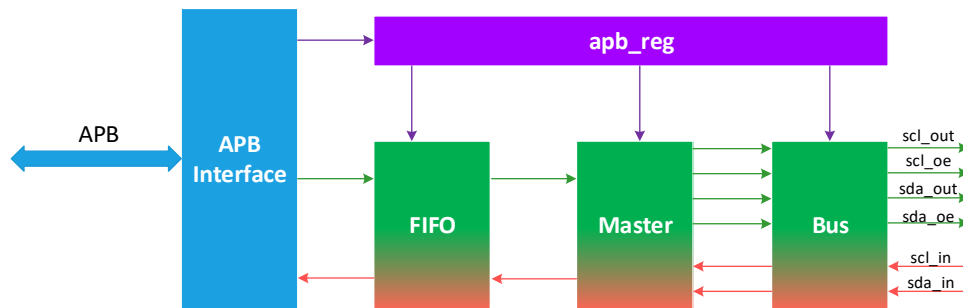 apb_reg
APB
APB
Interface
FIFO
Master
Bus
scl_out
scl_oe
sda_out
sda_oe
scl_in
sda_in